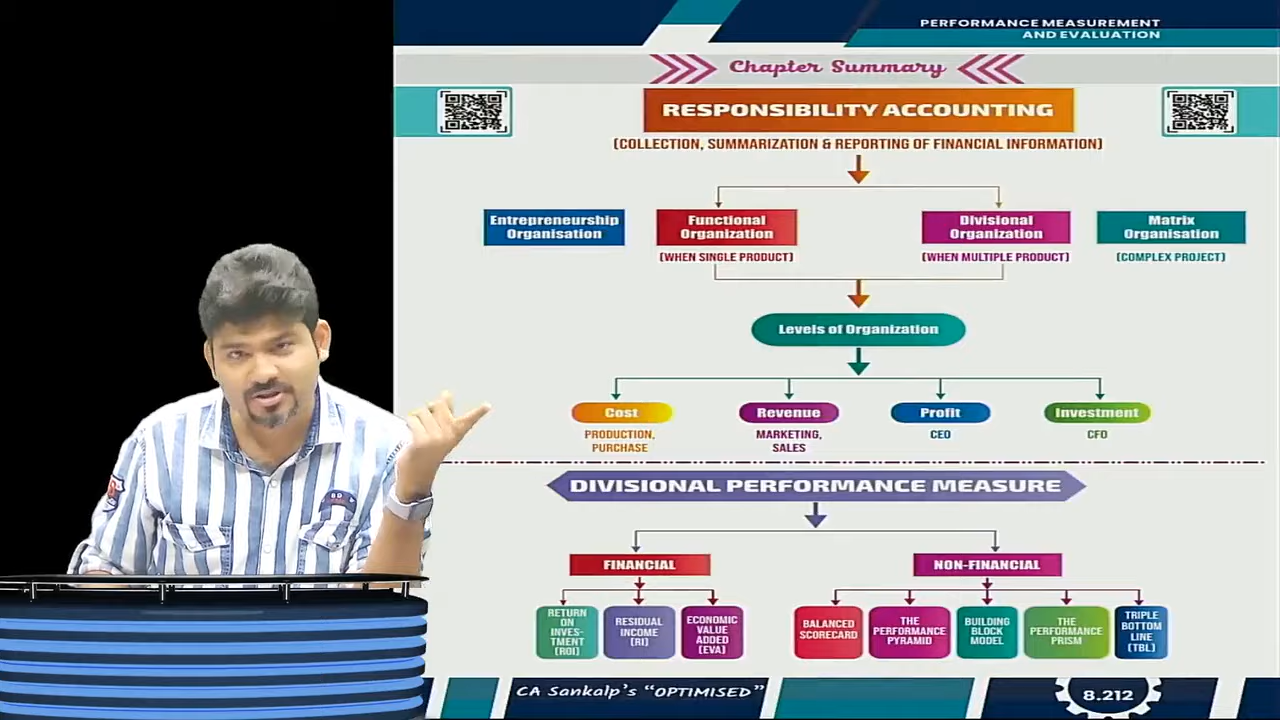 PERFORMANCE MEASUREMENT
AND EVALUATION
Chapter Summary
RESPONSIBILITY ACCOUNTING
(COLLECTION, SUMMARIZATION & REPORTING OF FINANCIAL INFORMATION)
Entrepreneurship
Organisation
Functional
Organization
(WHEN SINGLE PRODUCT)
Divisional
Organization
(WHEN MULTIPLE PRODUCT)
Matrix
Organisation
(COMPLEX PROJECT)
Levels of Organization
Cost
PRODUCTION,
PURCHASE
Revenue
MARKETING,
SALES
Profit
CEO
Investment
CFO
DIVISIONAL PERFORMANCE MEASURE
FINANCIAL
NON-FINANCIAL
RETURN
ON
INVES-
TMENT
(ROI)
RESIDUAL
INCOME
(RI)
ECONOMIC
VALUE
ADDED
(EVA)
BALANCED
SCORECARD
THE
PERFORMANCE
PYRAMID
BUILDING
BLOCK
MODEL
THE
PERFORMANCE
PRISM
TRIPLE
BOTTOM
LINE
(TBL)
CA Sankalp's "OPTIMISED"
8.212